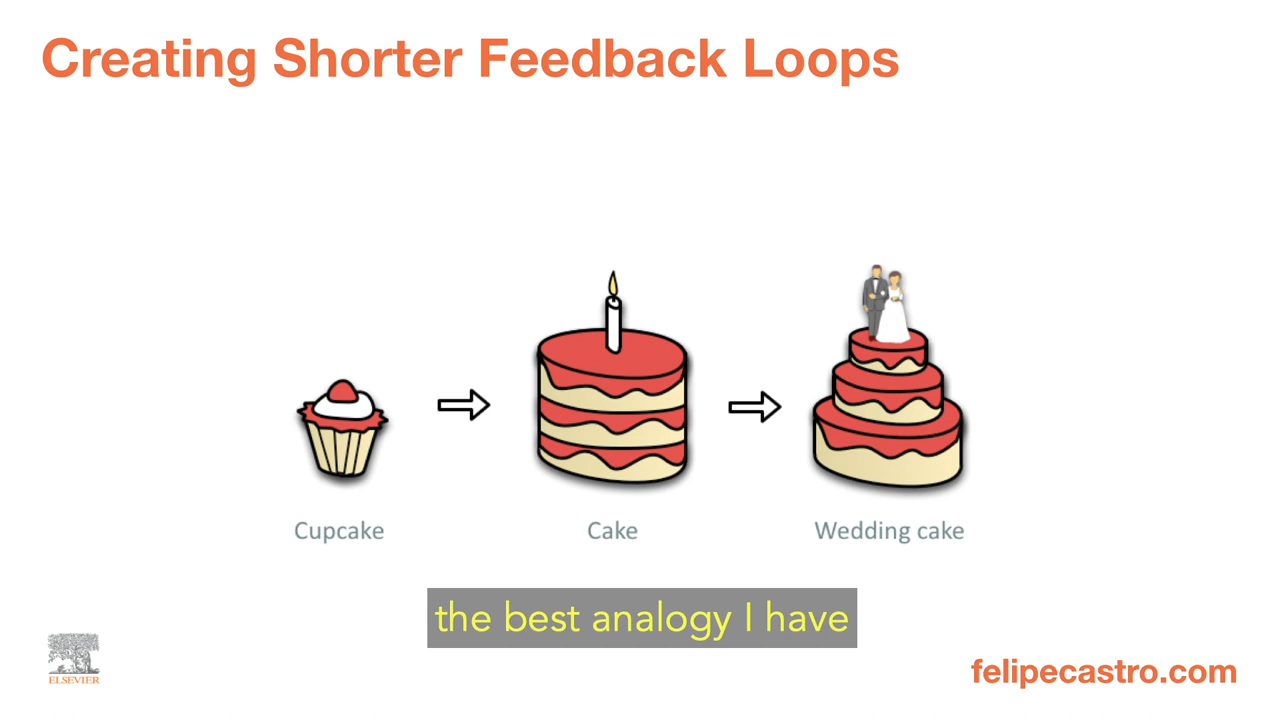 Creating Shorter Feedback Loops
Cupcake
Cake
Wedding cake
the best analogy I have
ELSEVIER
felipecastro.com